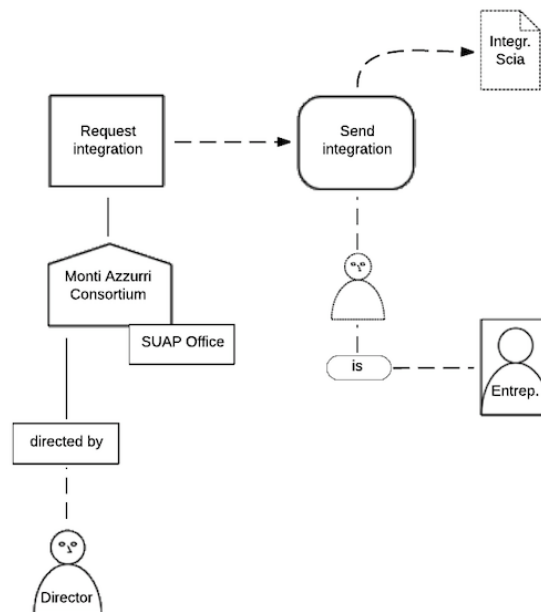 Integr.
Scia
Request
integration
Send
integration
Monti Azzurri
Consortium
SUAP Office
is
Entrep.
directed by
Director